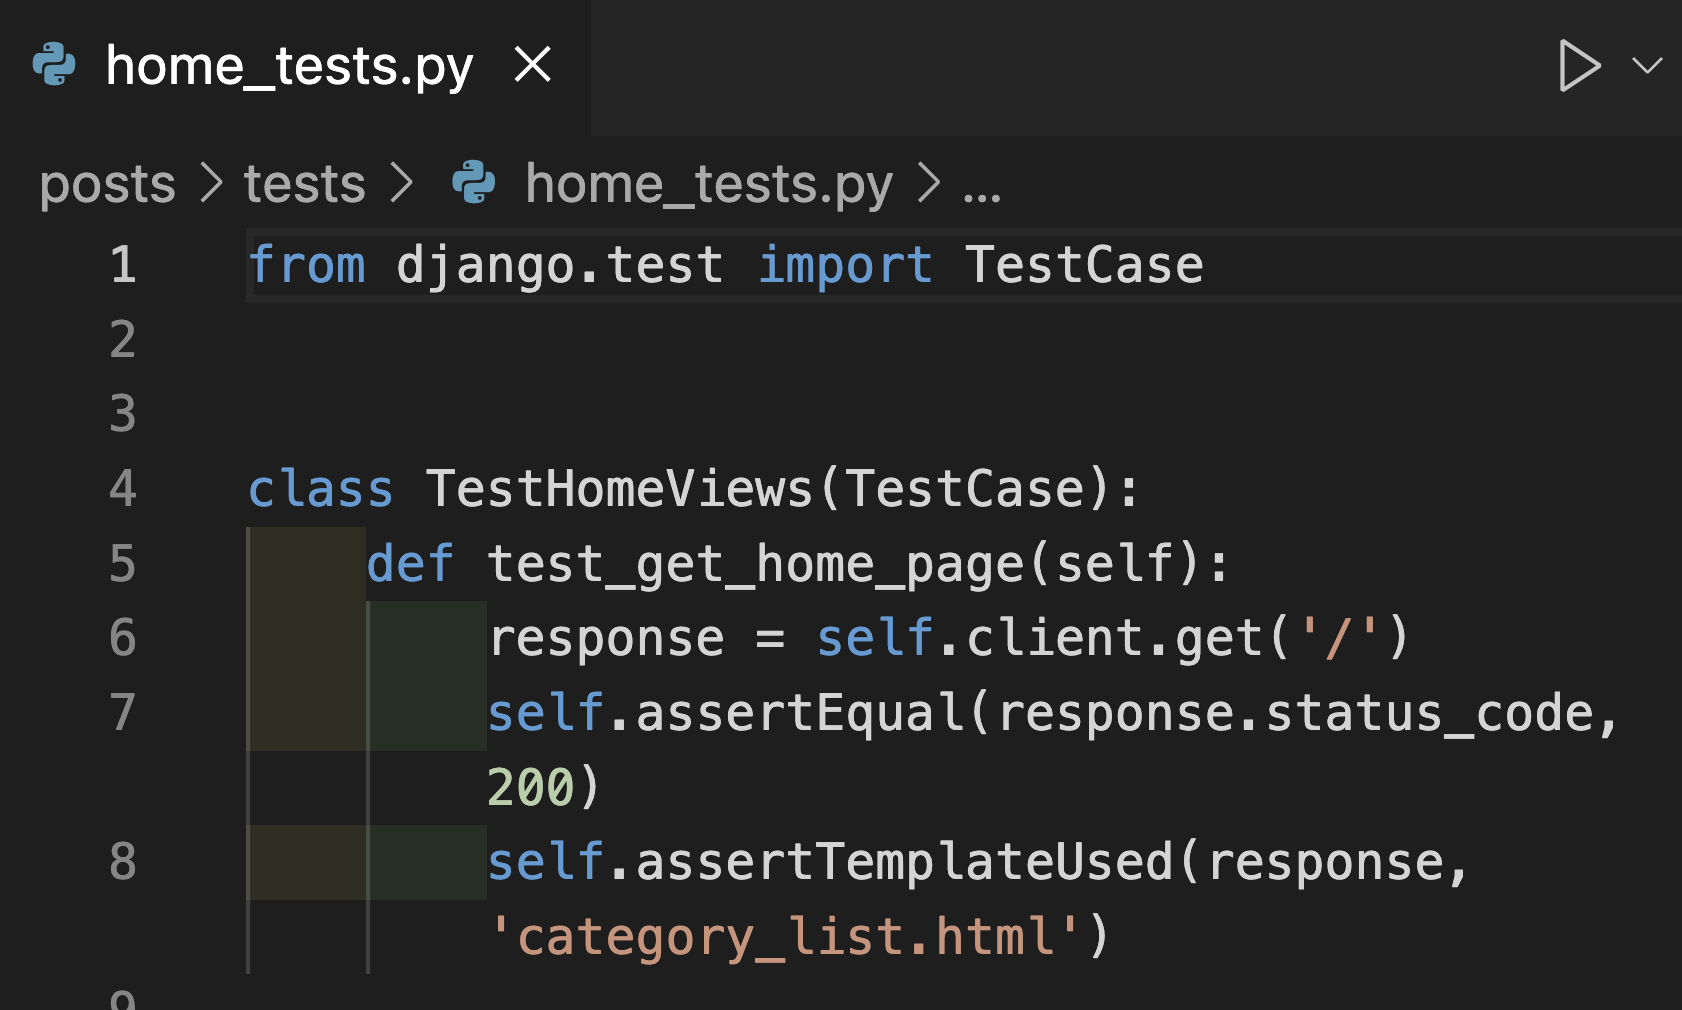 home_tests.py
posts > tests > home_tests.py > ...
1 from django.test import TestCase
2
3
4 class TestHomeViews(TestCase):
5 def test_get_home_page(self):
6 response = self.client.get('/')
7 self.assertEqual(response.status_code,
200)
8 self.assertTemplateUsed(response,
'category_list.html')
9